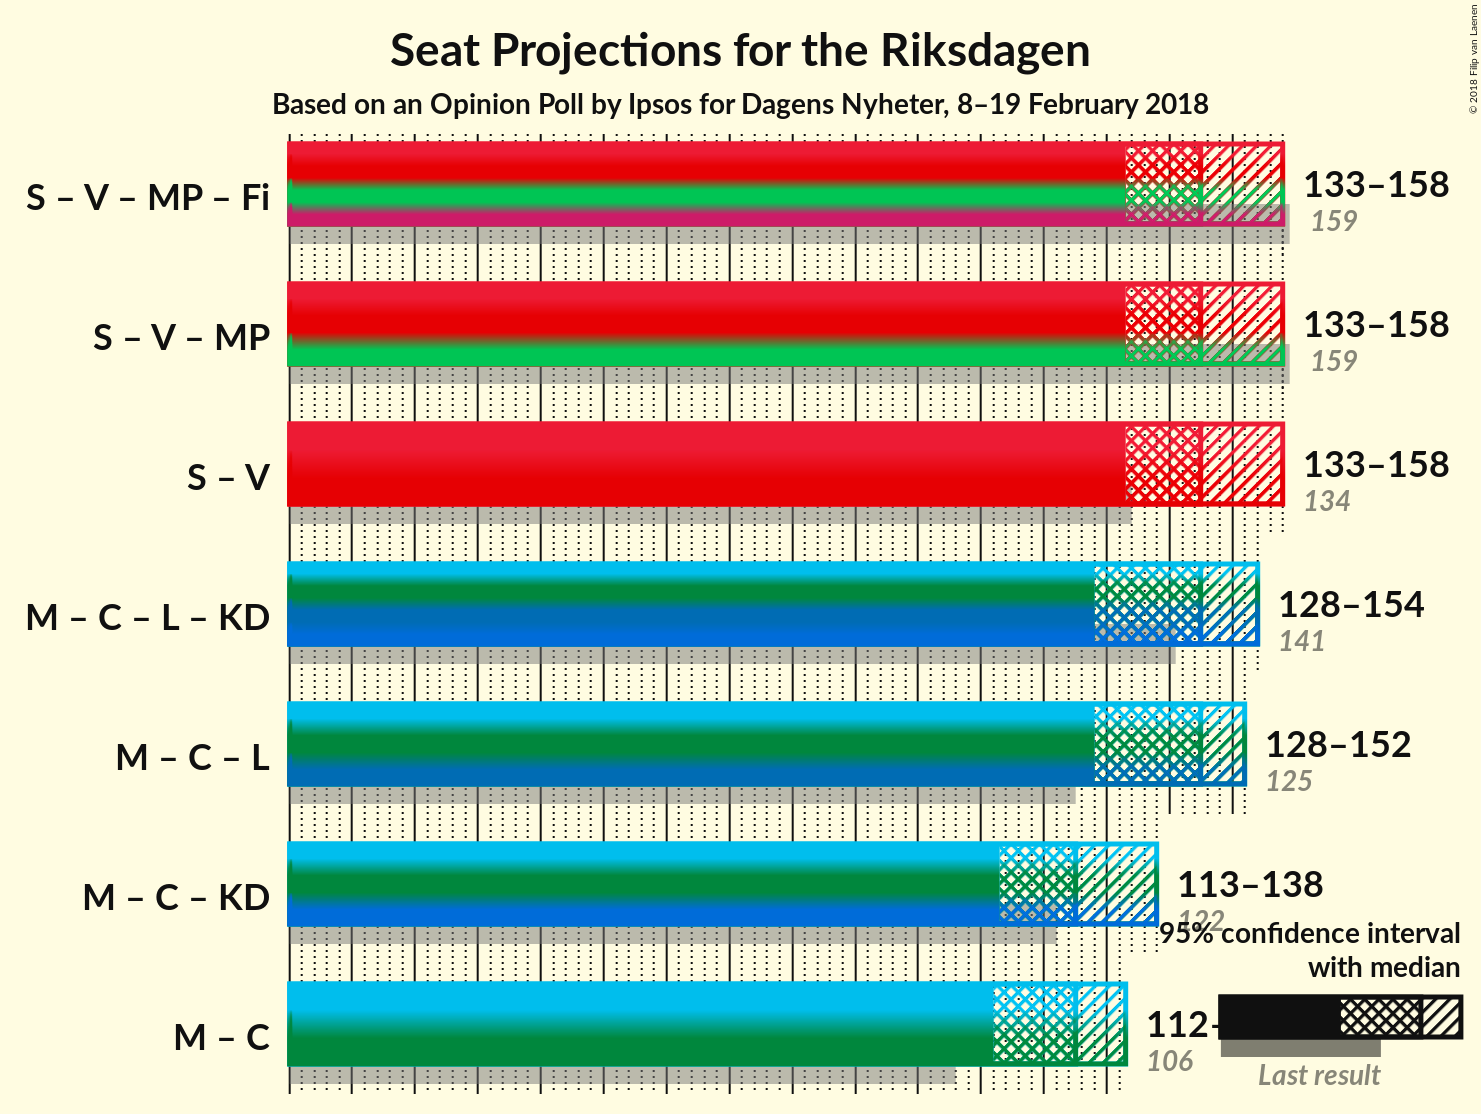 Seat Projections for the Riksdagen
Based on an Opinion Poll by Ipsos for Dagens Nyheter, 8–19 February 2018
© 2018 Filip van Laenen
S – V – MP – Fi
133–158
159
S – V – MP
133–158
159
S – V
133–158
134
M – C – L – KD
128–154
141
M – C – L
128–152
125
M – C – KD
113–138
122
M – C
112–
106
95% confidence interval
with median
Last result